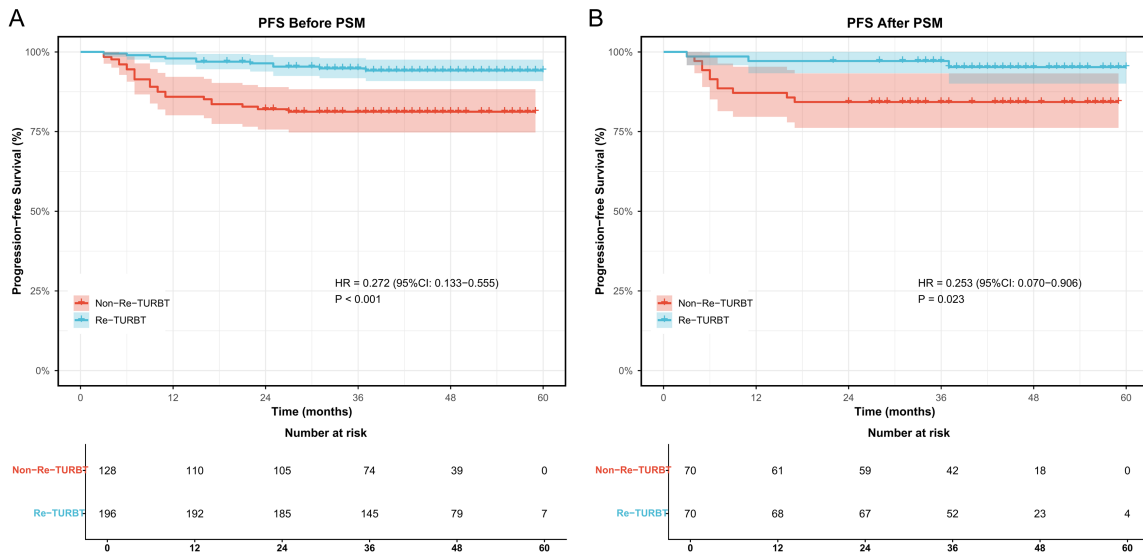 A
PFS Before PSM
Progression−free Survival (%)
100%
75%
50%
25%
0%
HR = 0.272 (95%CI: 0.133−0.555)
P < 0.001
Non−Re−TURBT
Re−TURBT
0 12 24 36 48 60
Time (months)
Number at risk
Non−Re−TURBT 128 110 105 74 39 0
Re−TURBT 196 192 185 145 79 7
0 12 24 36 48 60
B
PFS After PSM
Progression−free Survival (%)
100%
75%
50%
25%
0%
HR = 0.253 (95%CI: 0.070−0.906)
P = 0.023
Non−Re−TURBT
Re−TURBT
0 12 24 36 48 60
Time (months)
Number at risk
Non−Re−TURBT 70 61 59 42 18 0
Re−TURBT 70 68 67 52 23 4
0 12 24 36 48 60